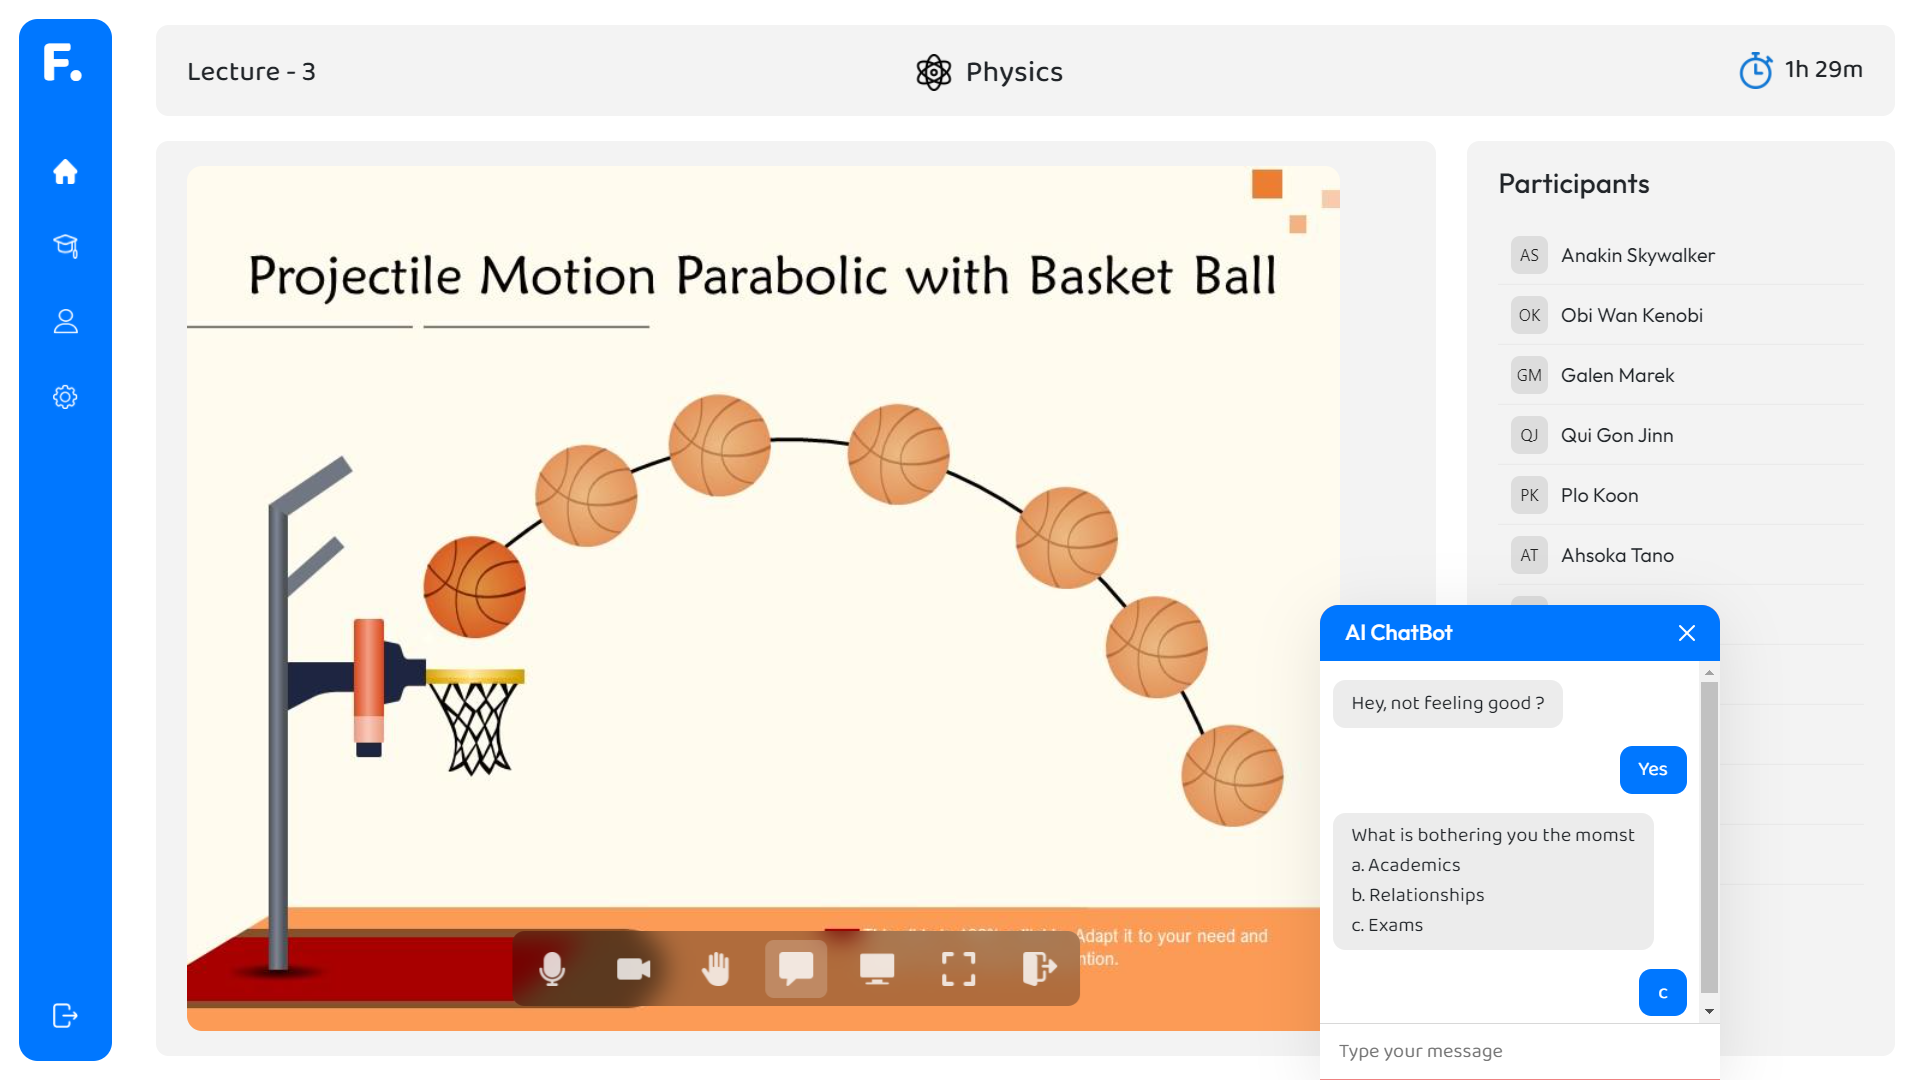 F.
Lecture - 3
Physics
1h 29m
Projectile Motion Parabolic with Basket Ball
Adapt it to your need and
Participants
AS Anakin Skywalker
OK Obi Wan Kenobi
GM Galen Marek
QJ Qui Gon Jinn
PK Plo Koon
AT Ahsoka Tano
AI ChatBot
Hey, not feeling good ?
Yes
What is bothering you the momst
a. Academics
b. Relationships
c. Exams
c
Type your message